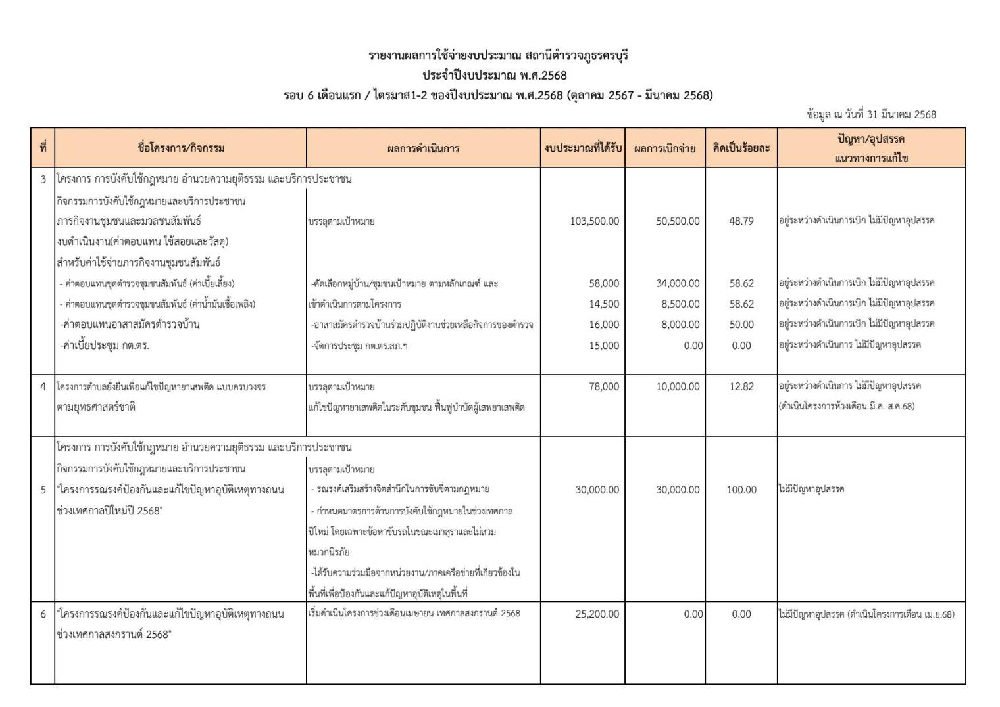 รายงานผลการใช้จ่ายงบประมาณ สถานีตำรวจภูธรครบุรี
ประจำปีงบประมาณ พ.ศ.2568
รอบ 6 เดือนแรก / ไตรมาส1-2 ของปีงบประมาณ พ.ศ.2568 (ตุลาคม 2567 - มีนาคม 2568)
ข้อมูล ณ วันที่ 31 มีนาคม 2568
ที่ ชื่อโครงการ/กิจกรรม ผลการดำเนินการ งบประมาณที่ได้รับ ผลการเบิกจ่าย คิดเป็นร้อยละ ปัญหา/อุปสรรค
แนวทางการแก้ไข
3 โครงการ การบังคับใช้กฎหมาย อำนวยความยุติธรรม และบริการประชาชน
กิจกรรมการบังคับใช้กฎหมายและบริการประชาชน
ภารกิจงานชุมชนและมวลชนสัมพันธ์ บรรลุตามเป้าหมาย 103,500.00 50,500.00 48.79 อยู่ระหว่างดำเนินการเบิก ไม่มีปัญหาอุปสรรค
งบดำเนินงาน(ค่าตอบแทน ใช้สอยและวัสดุ)
สำหรับค่าใช้จ่ายภารกิจงานชุมชนสัมพันธ์
- ค่าตอบแทนชุดตำรวจชุมชนสัมพันธ์ (ค่าเบี้ยเลี้ยง) -คัดเลือกหมู่บ้าน/ชุมชนเป้าหมาย ตามหลักเกณฑ์ และ 58,000 34,000.00 58.62 อยู่ระหว่างดำเนินการเบิก ไม่มีปัญหาอุปสรรค
- ค่าตอบแทนชุดตำรวจชุมชนสัมพันธ์ (ค่าน้ำมันเชื้อเพลิง) เข้าดำเนินการตามโครงการ 14,500 8,500.00 58.62 อยู่ระหว่างดำเนินการเบิก ไม่มีปัญหาอุปสรรค
-ค่าตอบแทนอาสาสมัครตำรวจบ้าน -อาสาสมัครตำรวจบ้านร่วมปฏิบัติงานช่วยเหลือกิจการของตำรวจ 16,000 8,000.00 50.00 อยู่ระหว่างดำเนินการเบิก ไม่มีปัญหาอุปสรรค
-ค่าเบี้ยประชุม กต.ตร. -จัดการประชุม กต.ตร.สภ.ฯ 15,000 0.00 0.00 อยู่ระหว่างดำเนินการ ไม่มีปัญหาอุปสรรค
4 โครงการตำบลยั่งยืนเพื่อแก้ไขปัญหายาเสพติด แบบครบวงจร บรรลุตามเป้าหมาย 78,000 10,000.00 12.82 อยู่ระหว่างดำเนินการ ไม่มีปัญหาอุปสรรค
ตามยุทธศาสตร์ชาติ แก้ไขปัญหายาเสพติดในระดับชุมชน ฟื้นฟูบำบัดผู้เสพยาเสพติด (ดำเนินโครงการห้วงเดือน มี.ค.-ส.ค.68)
โครงการ การบังคับใช้กฎหมาย อำนวยความยุติธรรม และบริการประชาชน
กิจกรรมการบังคับใช้กฎหมายและบริการประชาชน บรรลุตามเป้าหมาย
5 "โครงการรณรงค์ป้องกันและแก้ไขปัญหาอุบัติเหตุทางถนน - รณรงค์เสริมสร้างจิตสำนึกในการขับขี่ตามกฎหมาย 30,000.00 30,000.00 100.00 ไม่มีปัญหาอุปสรรค
ช่วงเทศกาลปีใหม่ปี 2568" - กำหนดมาตรการด้านการบังคับใช้กฎหมายในช่วงเทศกาล
ปีใหม่ โดยเฉพาะข้อหาขับรถในขณะเมาสุราและไม่สวม
หมวกนิรภัย
-ได้รับความร่วมมือจากหน่วยงาน/ภาคเครือข่ายที่เกี่ยวข้องใน
พื้นที่เพื่อป้องกันและแก้ปัญหาอุบัติเหตุในพื้นที่
6 "โครงการรณรงค์ป้องกันและแก้ไขปัญหาอุบัติเหตุทางถนน เริ่มดำเนินโครงการช่วงเดือนเมษายน เทศกาลสงกรานต์ 2568 25,200.00 0.00 0.00 ไม่มีปัญหาอุปสรรค (ดำเนินโครงการเดือน เม.ย.68)
ช่วงเทศกาลสงกรานต์ 2568"